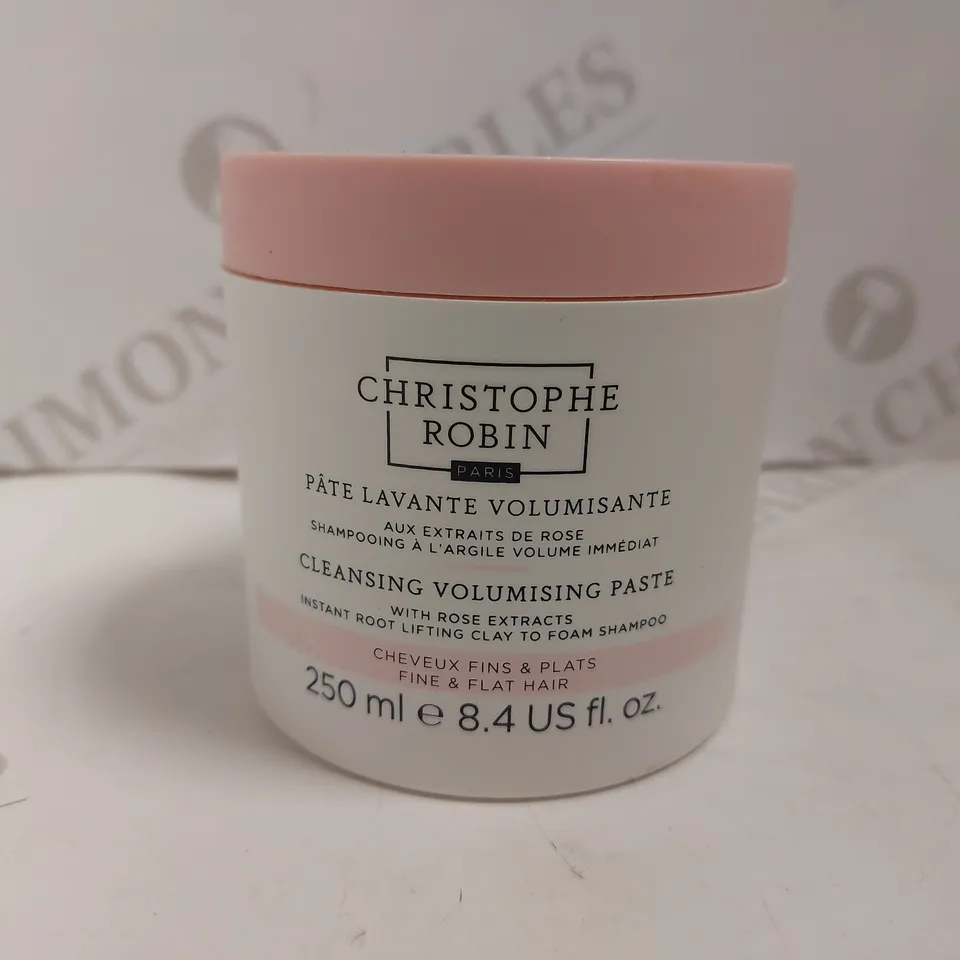 CHRISTOPHE
ROBIN
PARIS
PÂTE LAVANTE VOLUMISANTE
AUX EXTRAITS DE ROSE
SHAMPOOING À L'ARGILE VOLUME IMMÉDIAT
CLEANSING VOLUMISING PASTE
WITH ROSE EXTRACTS
INSTANT ROOT LIFTING CLAY TO FOAM SHAMPOO
CHEVEUX FINS & PLATS
FINE & FLAT HAIR
250 ml ℮ 8.4 US fl. oz.